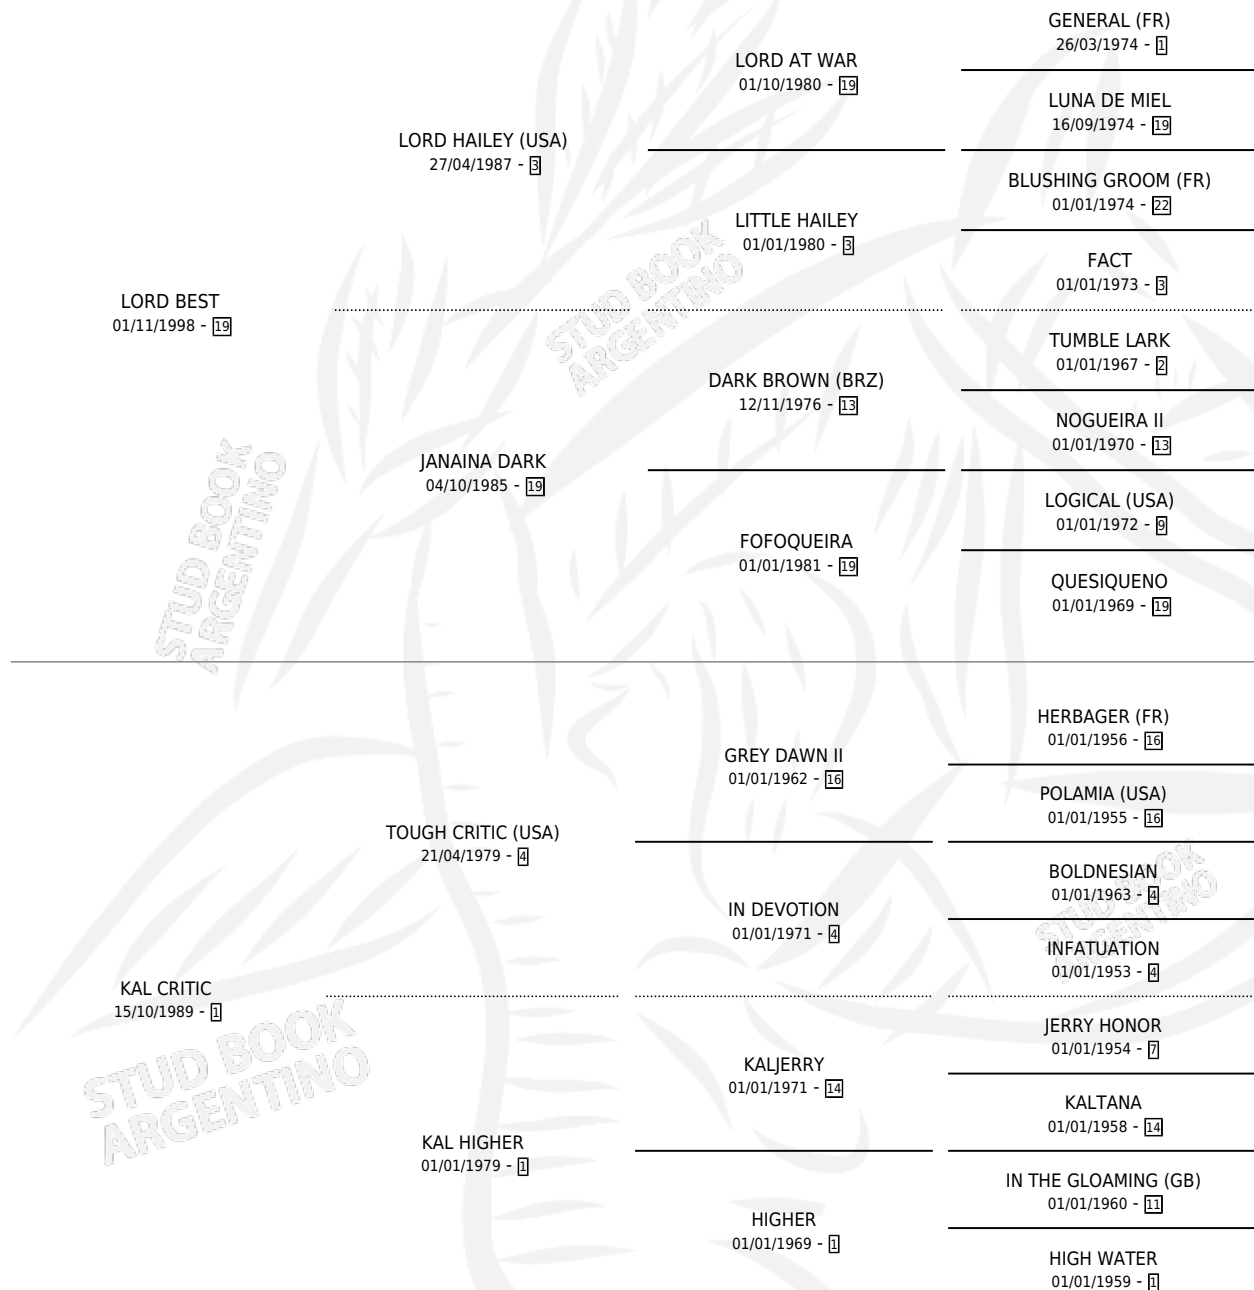 GENERAL (FR)
26/03/1974 - 1
LORD AT WAR
01/10/1980 - 19
LUNA DE MIEL
16/09/1974 - 19
LORD HAILEY (USA)
27/04/1987 - 3
BLUSHING GROOM (FR)
01/01/1974 - 22
LITTLE HAILEY
01/01/1980 - 3
FACT
01/01/1973 - 3
LORD BEST
01/11/1998 - 19
TUMBLE LARK
01/01/1967 - 2
DARK BROWN (BRZ)
12/11/1976 - 13
NOGUEIRA II
01/01/1970 - 13
JANAINA DARK
04/10/1985 - 19
LOGICAL (USA)
01/01/1972 - 9
FOFOQUEIRA
01/01/1981 - 19
QUESIQUENO
01/01/1969 - 19
STUD BOOK
ARGENTINO
STUD BOOK
ARGENTINO
HERBAGER (FR)
01/01/1956 - 16
GREY DAWN II
01/01/1962 - 16
POLAMIA (USA)
01/01/1955 - 16
TOUGH CRITIC (USA)
21/04/1979 - 4
BOLDNESIAN
01/01/1963 - 4
IN DEVOTION
01/01/1971 - 4
INFATUATION
01/01/1953 - 4
STUD BOOK
ARGENTINO
KAL CRITIC
15/10/1989 - 1
JERRY HONOR
01/01/1954 - 7
KALJERRY
01/01/1971 - 14
KALTANA
01/01/1958 - 14
KAL HIGHER
01/01/1979 - 1
IN THE GLOAMING (GB)
01/01/1960 - 11
HIGHER
01/01/1969 - 1
HIGH WATER
01/01/1959 - 1
STUD BOOK
ARGENTINO